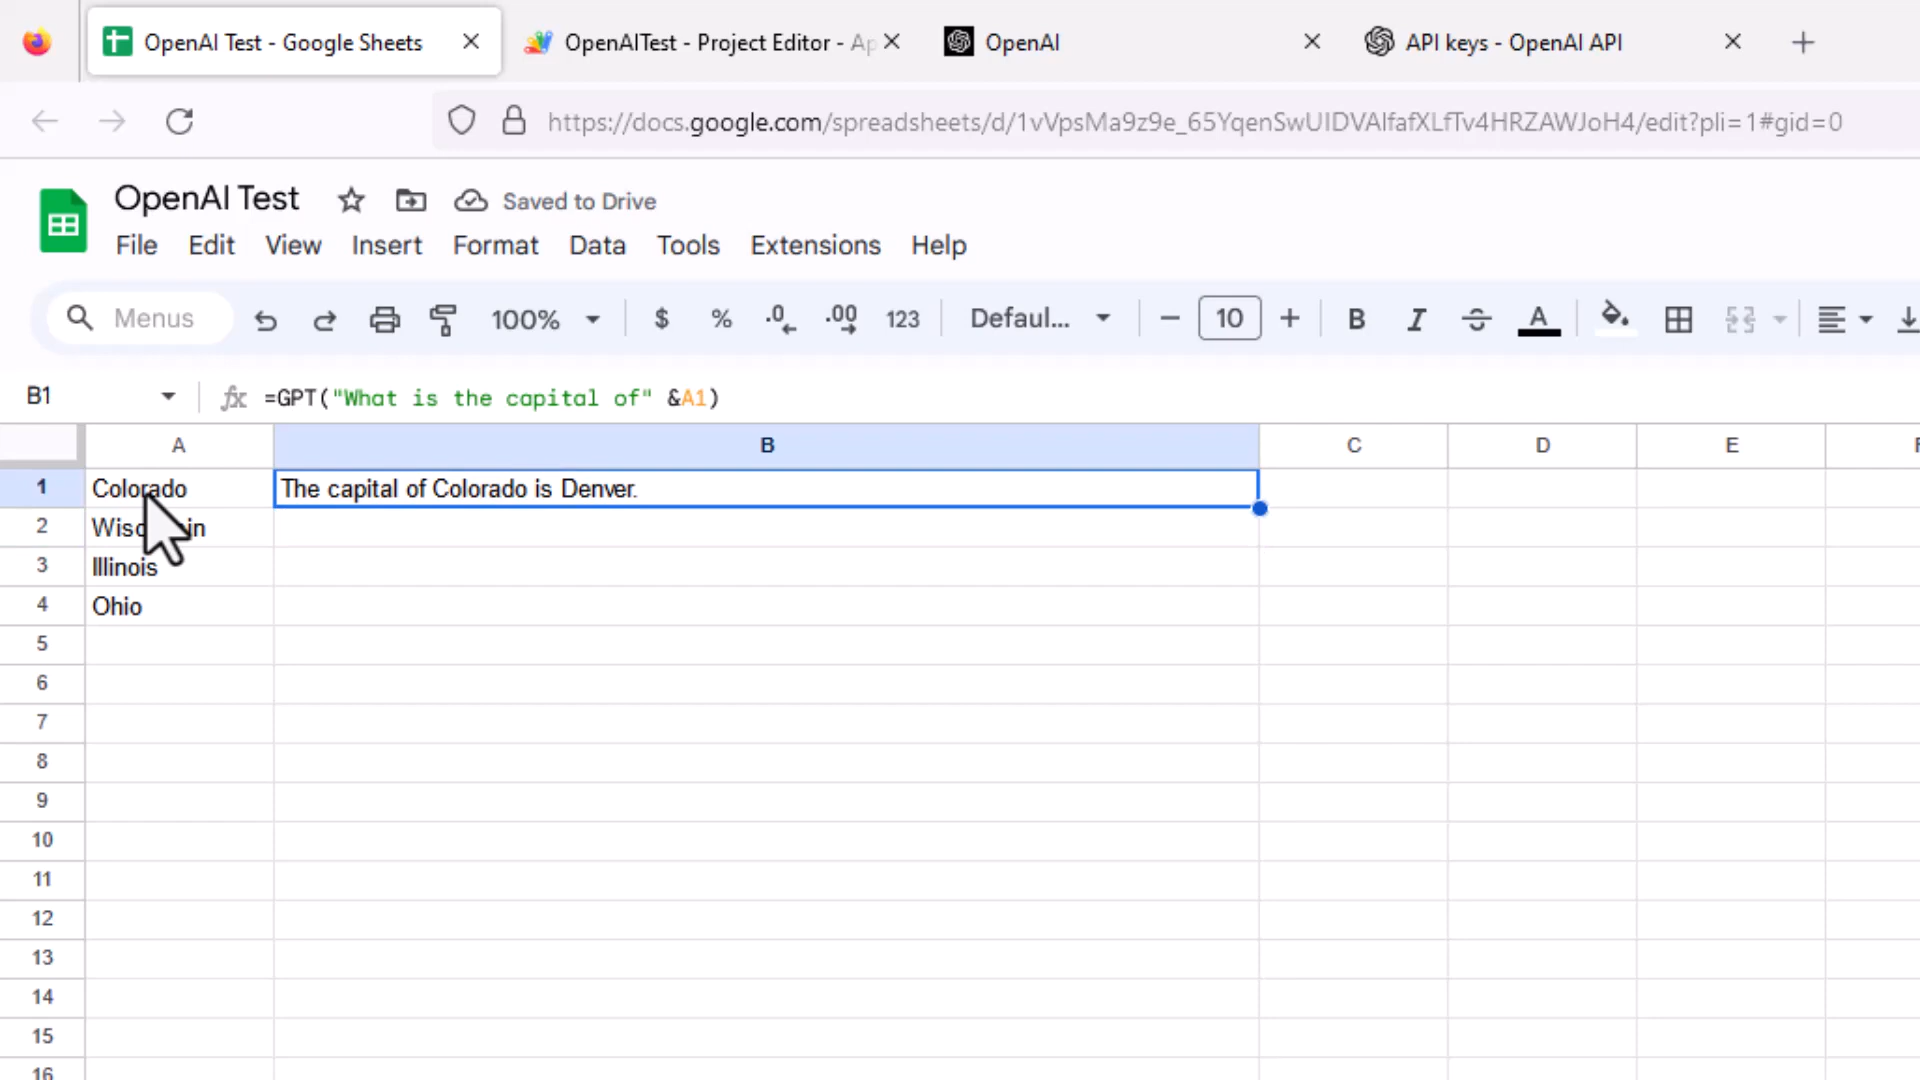 OpenAI Test - Google Sheets OpenAITest - Project Editor - Ap OpenAI API keys - OpenAI API
https://docs.google.com/spreadsheets/d/1vVpsMa9z9e_65YqenSwUIDVAIfafXLfTv4HRZAWJoH4/edit?pli=1#gid=0
OpenAI Test Saved to Drive
File Edit View Insert Format Data Tools Extensions Help
Menus 100% $ % .0 .00 123 Defaul... 10 B I A
B1 fx =GPT("What is the capital of" &A1)
A B C D E F
1 Colorado The capital of Colorado is Denver.
2
3 Illinois
4 Ohio
5
6
7
8
9
10
11
12
13
14
15
16